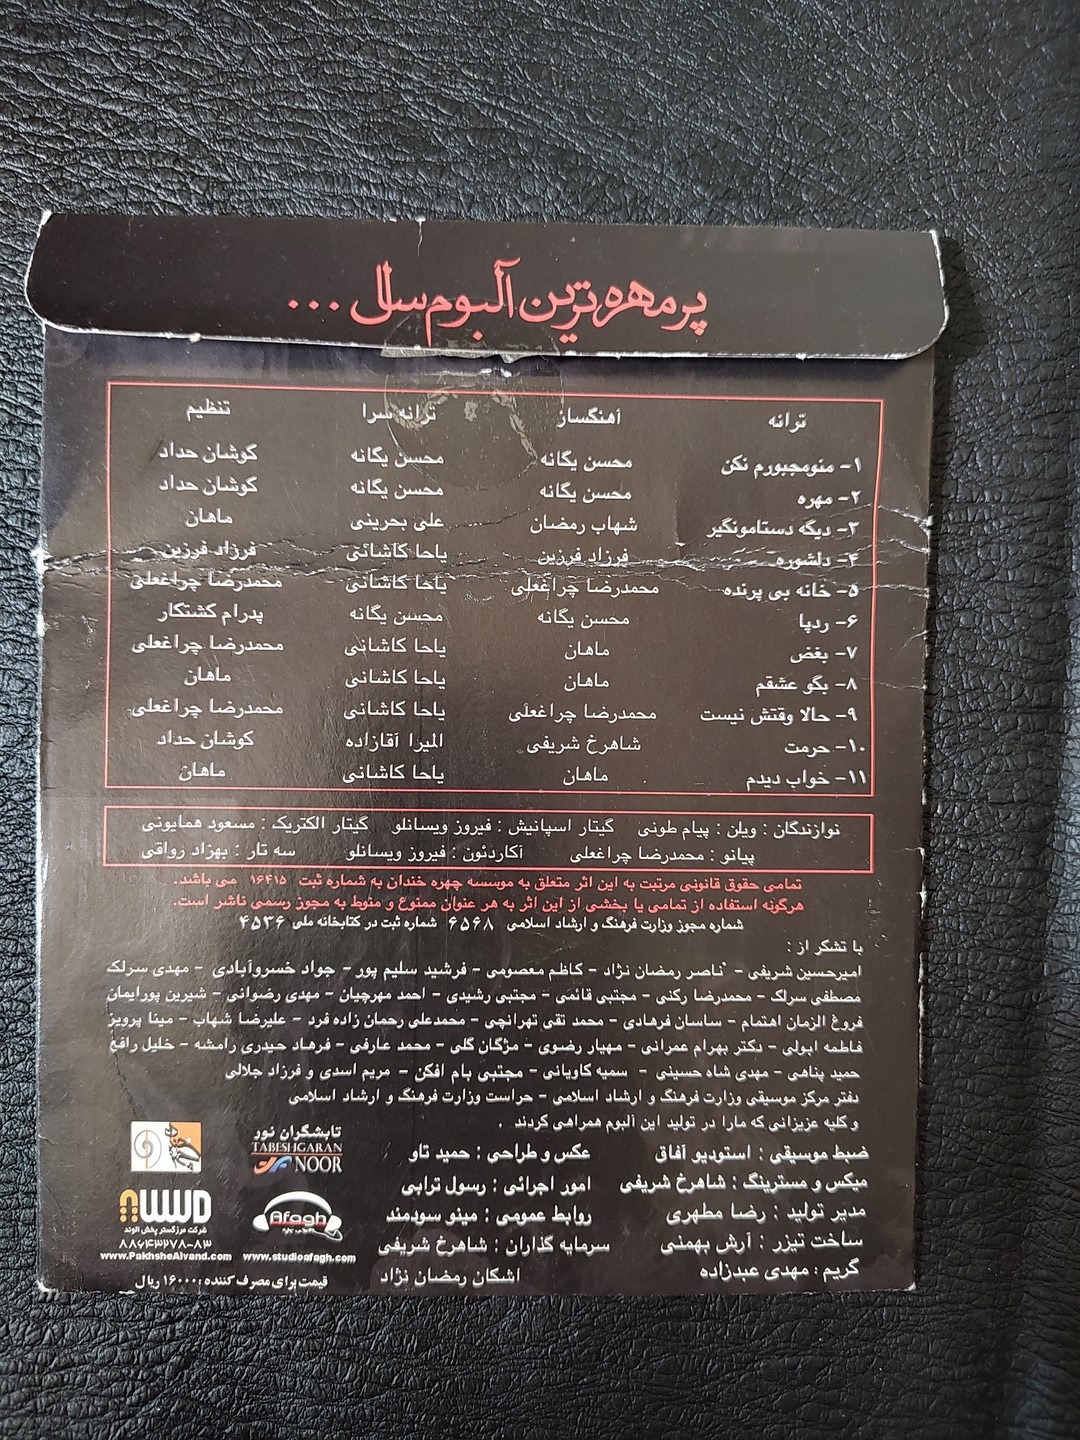 پر مهره ترین آلبوم سال ...
ترانه آهنگساز ترانه سرا تنظیم
۱- منومجبورم نکن محسن یگانه محسن یگانه کوشان حداد
۲- مهره محسن یگانه محسن یگانه کوشان حداد
۳- دیگه دستامونگیر شهاب رمضان علی بحرینی ماهان
۴- دلشوره فرزاد فرزین یاحا کاشانی فرزاد فرزین
۵- خانه بی پرنده محمدرضا چراغعلی یاحا کاشانی محمدرضا چراغعلی
۶- ردپا محسن یگانه محسن یگانه پدرام کشتکار
۷- بغض ماهان یاحا کاشانی محمدرضا چراغعلی
۸- بگو عشقم ماهان یاحا کاشانی ماهان
۹- حالا وقتش نیست محمدرضا چراغعلی یاحا کاشانی محمدرضا چراغعلی
۱۰- حرمت شاهرخ شریفی المیرا آقازاده کوشان حداد
۱۱- خواب دیدم ماهان یاحا کاشانی ماهان
نوازندگان : ویلن : پیام طونی گیتار اسپانیش : فیروز ویسانلو گیتار الکتریک : مسعود همایونی
پیانو : محمدرضا چراغعلی آکاردئون : فیروز ویسانلو سه تار : بهزاد رواقی
تمامی حقوق قانونی مرتبت به این اثر متعلق به موسسه چهره خندان به شماره ثبت ۱۶۴۱۵ می باشد.
هرگونه استفاده از تمامی یا بخشی از این اثر به هر عنوان ممنوع و منوط به مجوز رسمی ناشر است.
شماره مجوز وزارت فرهنگ و ارشاد اسلامی ۶۵۶۸ شماره ثبت در کتابخانه ملی ۴۵۳۶
با تشکر از :
امیرحسین شریفی - ناصر رمضان نژاد - کاظم معصومی - فرشید سلیم پور - جواد خسروآبادی - مهدی سرلک
مصطفی سرلک - محمدرضا رکنی - مجتبی قائمی - مجتبی رشیدی - احمد مهرچیان - مهدی رضوانی - شیرین پورایمان
فروغ الزمان اهتمام - ساسان فرهادی - محمد تقی تهرانچی - محمدعلی رحمان زاده فرد - علیرضا شهاب - مینا پرویز
فاطمه ابولی - دکتر بهرام عمرانی - مهیار رضوی - مژگان گلی - محمد عارفی - فرهاد حیدری رامشه - خلیل رافع
حمید پناهی - مهدی شاه حسینی - سمیه کاویانی - مجتبی بام افکن - مریم اسدی و فرزاد جلالی
دفتر مرکز موسیقی وزارت فرهنگ و ارشاد اسلامی - حراست وزارت فرهنگ و ارشاد اسلامی
وکلیه عزیزانی که مارا در تولید این آلبوم همراهی کردند .
ضبط موسیقی : استودیو آفاق
میکس و مسترینگ : شاهرخ شریفی
مدیر تولید : رضا مطهری
ساخت تیزر : آرش بهمنی
گریم : مهدی عبدزاده
عکس و طراحی : حمید تاو
امور اجرائی : رسول ترابی
روابط عمومی : مینو سودمند
سرمایه گذاران : شاهرخ شریفی
اشکان رمضان نژاد
تابشگران نور
TABESHGARAN
NOOR
Afagh
www.studioafagh.com
شرکت مرزگستر پخش الوند
۸۸۶۴۳۲۷۸-۸۳
www.PakhsheAlvand.com
قیمت برای مصرف کننده : ۱۶۰۰۰ ریال